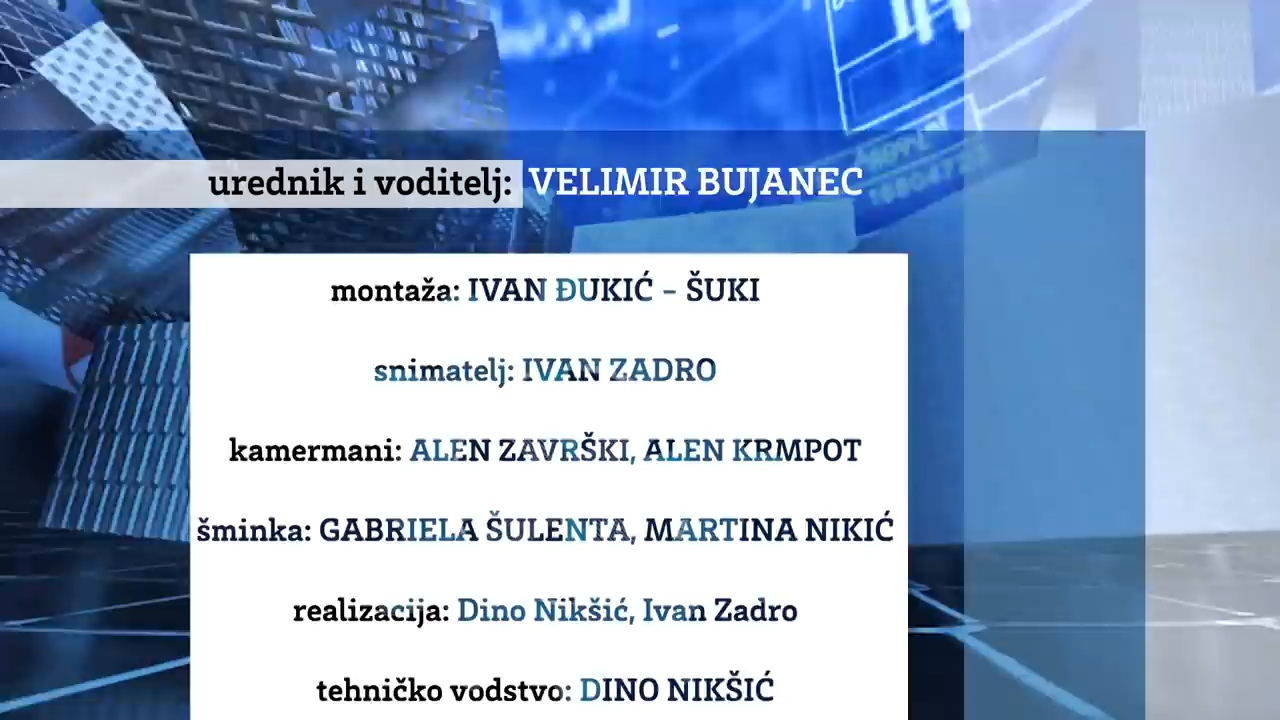 urednik i voditelj: VELIMIR BUJANEC
montaža: IVAN ĐUKIĆ – ŠUKI
snimatelj: IVAN ZADRO
kamermani: ALEN ZAVRŠKI, ALEN KRMPOT
šminka: GABRIELA ŠULENTA, MARTINA NIKIĆ
realizacija: Dino Nikšić, Ivan Zadro
tehničko vodstvo: DINO NIKŠIĆ